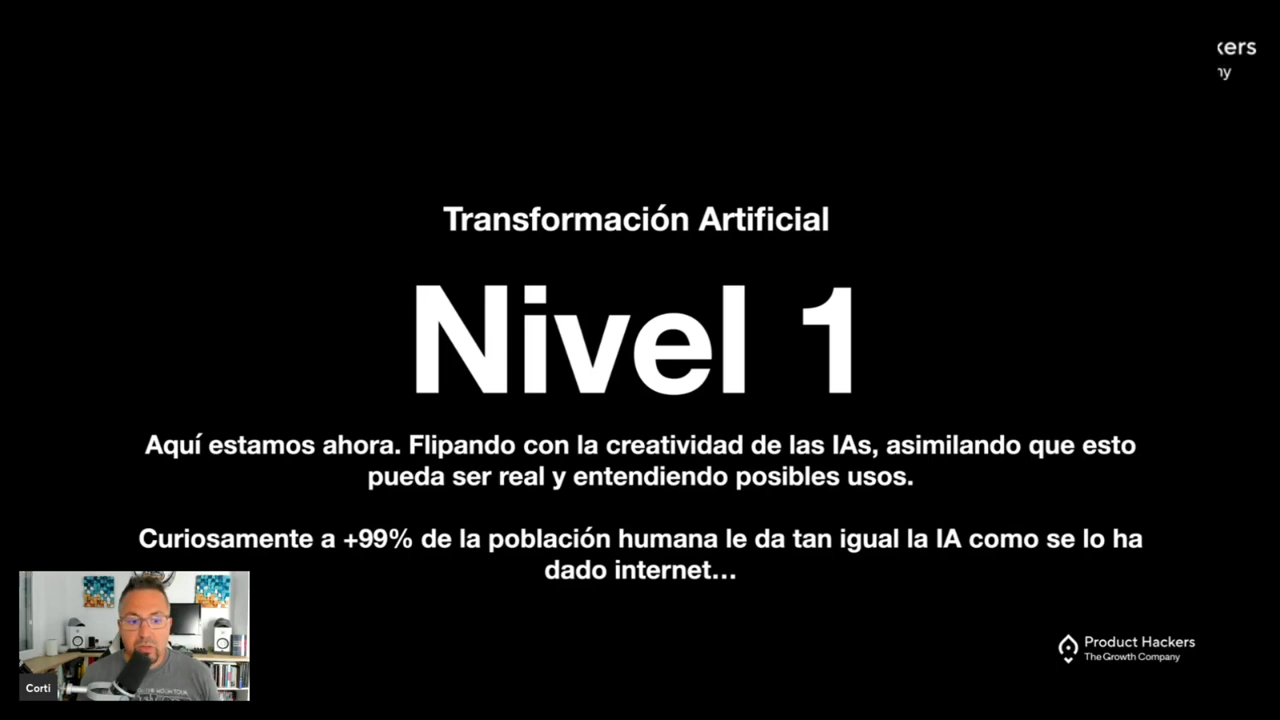 kers
ny
Transformación Artificial
Nivel 1
Aquí estamos ahora. Flipando con la creatividad de las IAs, asimilando que esto
pueda ser real y entendiendo posibles usos.
Curiosamente a +99% de la población humana le da tan igual la IA como se lo ha
dado internet...
Product Hackers
The Growth Company
Corti